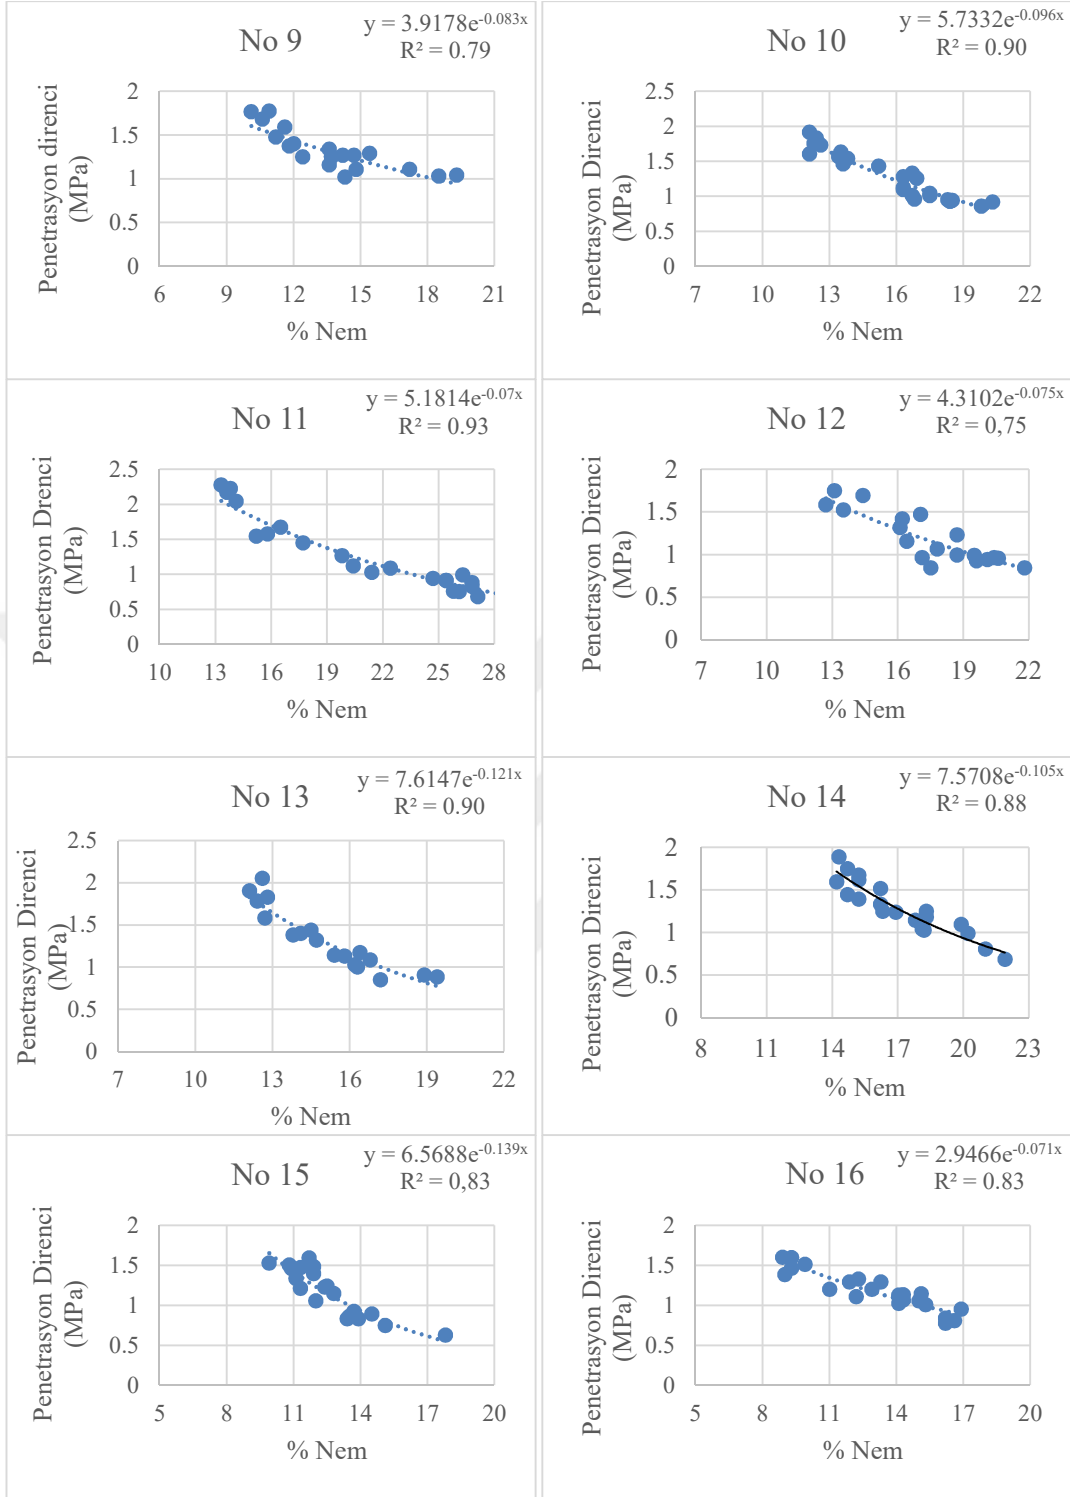 No 9
y = 3.9178e^-0.083x
R² = 0.79
Penetrasyon direnci
(MPa)
2
1.5
1
0.5
0
6 9 12 15 18 21
% Nem
No 10
y = 5.7332e^-0.096x
R² = 0.90
Penetrasyon Direnci
(MPa)
2.5
2
1.5
1
0.5
0
7 10 13 16 19 22
% Nem
No 11
y = 5.1814e^-0.07x
R² = 0.93
Penetrasyon Drenci
(MPa)
2.5
2
1.5
1
0.5
0
10 13 16 19 22 25 28
% Nem
No 12
y = 4.3102e^-0.075x
R² = 0,75
Penetrasyon Direnci
(MPa)
2
1.5
1
0.5
0
7 10 13 16 19 22
% Nem
No 13
y = 7.6147e^-0.121x
R² = 0.90
Penetrasyon Direnci
(MPa)
2.5
2
1.5
1
0.5
0
7 10 13 16 19 22
% Nem
No 14
y = 7.5708e^-0.105x
R² = 0.88
Penetrasyon Direnci
(MPa)
2
1.5
1
0.5
0
8 11 14 17 20 23
% Nem
No 15
y = 6.5688e^-0.139x
R² = 0,83
Penetrasyon Direnci
(MPa)
2
1.5
1
0.5
0
5 8 11 14 17 20
% Nem
No 16
y = 2.9466e^-0.071x
R² = 0.83
Penetrasyon Direnci
(MPa)
2
1.5
1
0.5
0
5 8 11 14 17 20
% Nem